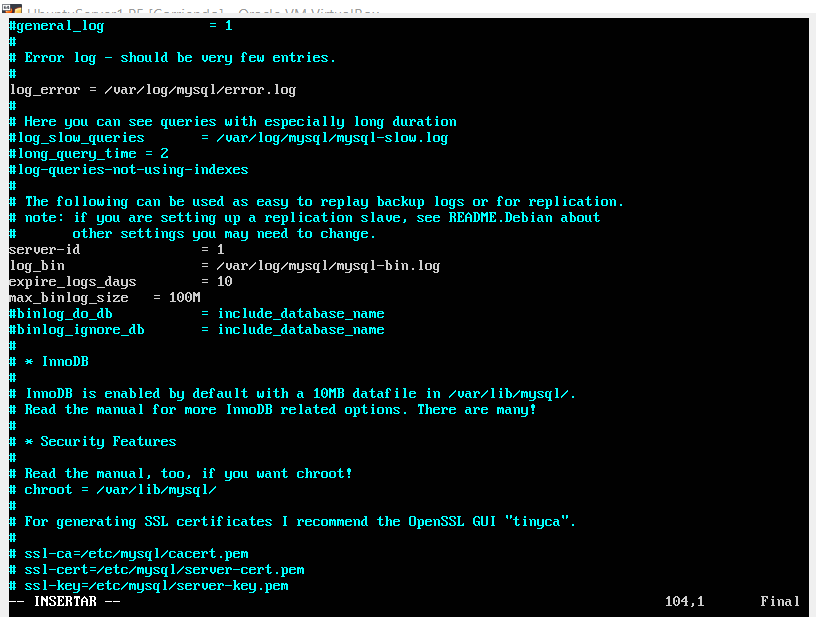 UbuntuServer1 P5 [Corriendo] - Oracle VM VirtualBox
#general_log             = 1
#
# Error log - should be very few entries.
#
log_error = /var/log/mysql/error.log
#
# Here you can see queries with especially long duration
#log_slow_queries       = /var/log/mysql/mysql-slow.log
#long_query_time = 2
#log-queries-not-using-indexes
#
# The following can be used as easy to replay backup logs or for replication.
# note: if you are setting up a replication slave, see README.Debian about
#       other settings you may need to change.
server-id               = 1
log_bin                 = /var/log/mysql/mysql-bin.log
expire_logs_days        = 10
max_binlog_size   = 100M
#binlog_do_db           = include_database_name
#binlog_ignore_db       = include_database_name
#
# * InnoDB
#
# InnoDB is enabled by default with a 10MB datafile in /var/lib/mysql/.
# Read the manual for more InnoDB related options. There are many!
#
# * Security Features
#
# Read the manual, too, if you want chroot!
# chroot = /var/lib/mysql/
#
# For generating SSL certificates I recommend the OpenSSL GUI "tinyca".
#
# ssl-ca=/etc/mysql/cacert.pem
# ssl-cert=/etc/mysql/server-cert.pem
# ssl-key=/etc/mysql/server-key.pem
-- INSERTAR --                                                                    104,1       Final